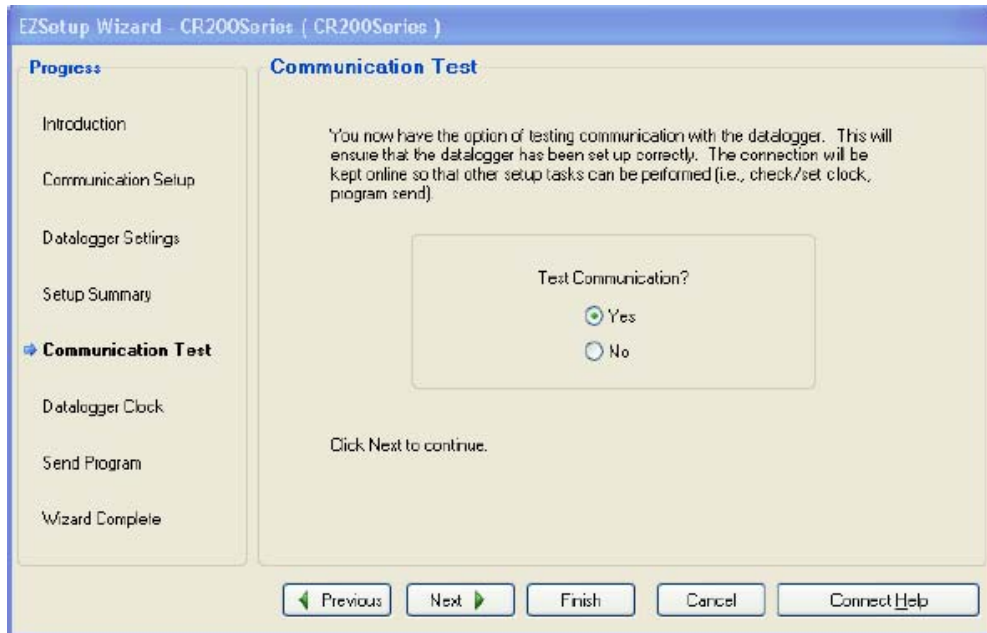 EZSetup Wizard - CR200Series ( CR200Series )
Progress
Introduction
Communication Setup
Datalogger Settings
Setup Summary
Communication Test
Datalogger Clock
Send Program
Wizard Complete
Communication Test
You now have the option of testing communication with the datalogger. This will
ensure that the datalogger has been set up correctly. The connection will be
kept online so that other setup tasks can be performed (i.e., check/set clock,
program send).
Test Communication?
Yes
No
Click Next to continue.
Previous
Next
Finish
Cancel
Connect Help